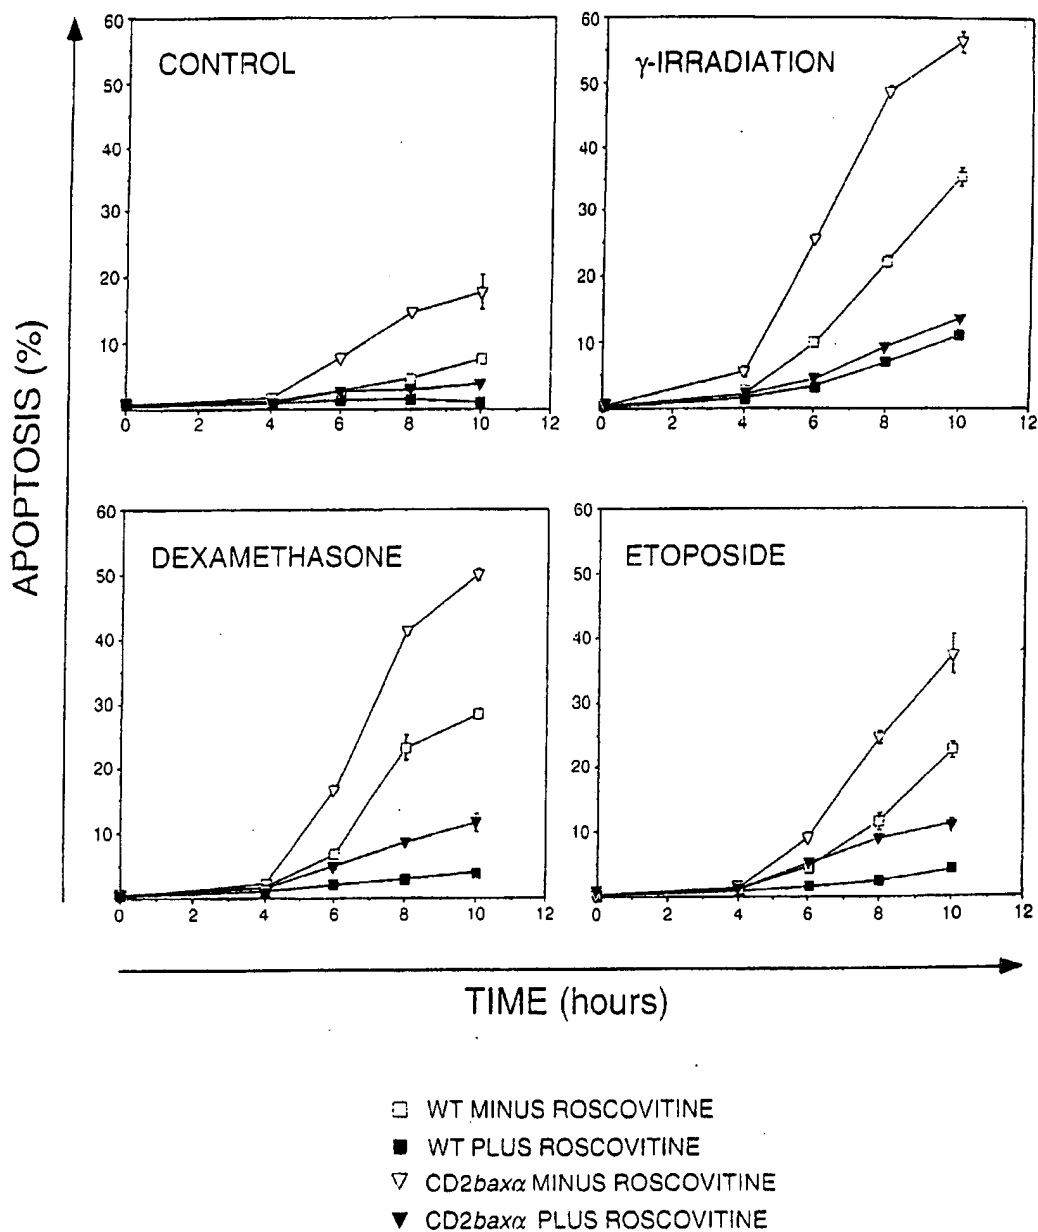 60
50
40
30
20
10
CONTROL
0 2 4 6 8 10 12
60
50
40
30
20
10
0
γ-IRRADIATION
0 2 4 6 8 10 12
APOPTOSIS (%)
60
50
40
30
20
10
DEXAMETHASONE
0 2 4 6 8 10 12
60
50
40
30
20
10
ETOPOSIDE
0 2 4 6 8 10 12
TIME (hours)
WT MINUS ROSCOVITINE
WT PLUS ROSCOVITINE
CD2baxα MINUS ROSCOVITINE
CD2baxα PLUS ROSCOVITINE